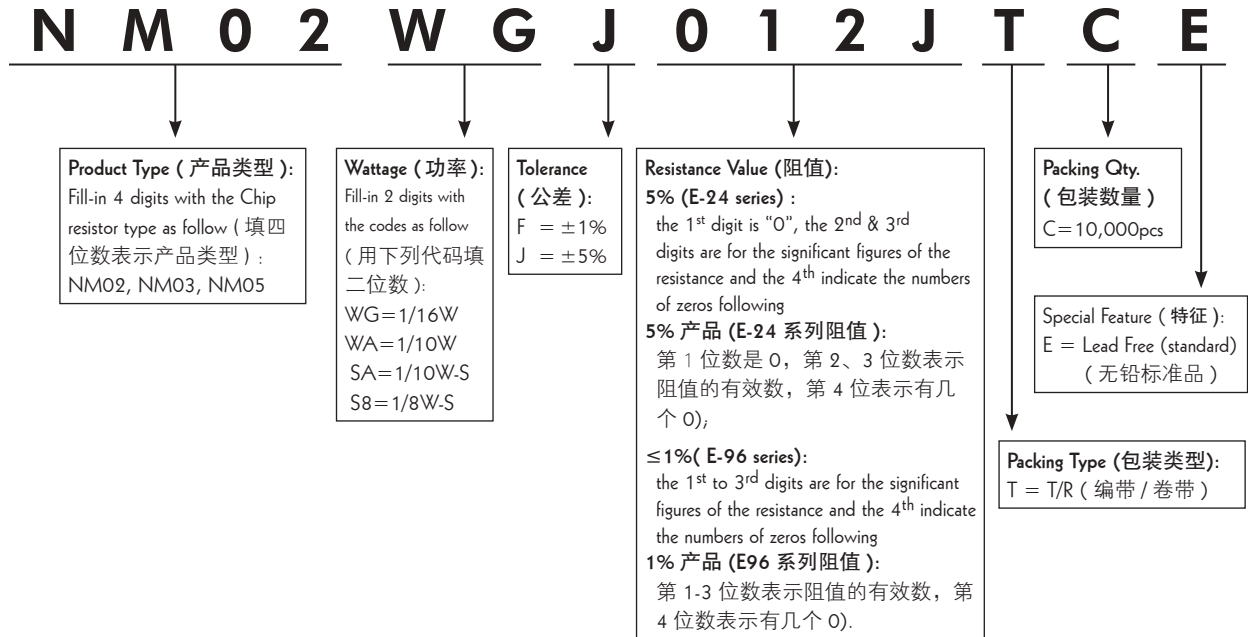 N M 0 2 W G J 0 1 2 J T C E
Product Type ( 产品类型 ):
Fill-in 4 digits with the Chip
resistor type as follow ( 填四
位数表示产品类型 ) :
NM02, NM03, NM05
Wattage ( 功率 ):
Fill-in 2 digits with
the codes as follow
( 用下列代码填
二位数 ):
WG=1/16W
WA=1/10W
SA=1/10W-S
S8=1/8W-S
Tolerance
( 公差 ):
F = ±1%
J = ±5%
Resistance Value (阻值):
5% (E-24 series) :
the 1st digit is “0”, the 2nd & 3rd
digits are for the significant figures of the
resistance and the 4th indicate the numbers
of zeros following
5% 产品 (E-24 系列阻值 ):
第 1 位数是 0，第 2、3 位数表示
阻值的有效数，第 4 位表示有几
个 0);
≤1%( E-96 series):
the 1st to 3rd digits are for the significant
figures of the resistance and the 4th indicate
the numbers of zeros following
1% 产品 (E96 系列阻值 ):
第 1-3 位数表示阻值的有效数，第
4 位数表示有几个 0).
Packing Qty.
( 包装数量 )
C=10,000pcs
Special Feature ( 特征 ):
E = Lead Free (standard)
( 无铅标准品 )
Packing Type (包装类型):
T = T/R ( 编带 / 卷带 )